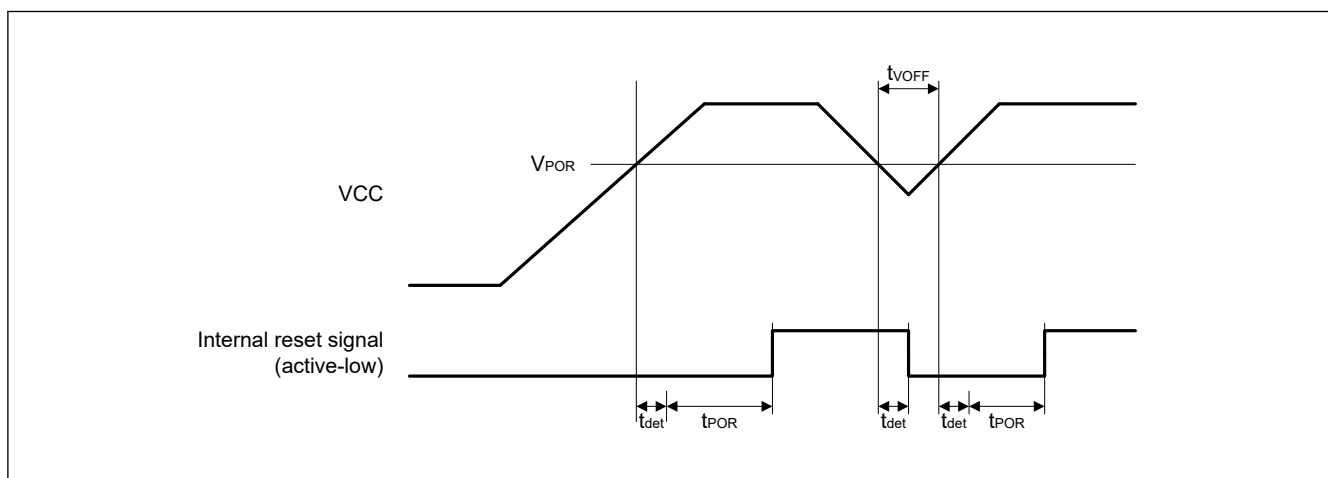 tVOFF
VPOR
VCC
Internal reset signal
(active-low)
tdet
tPOR
tdet
tdet
tPOR